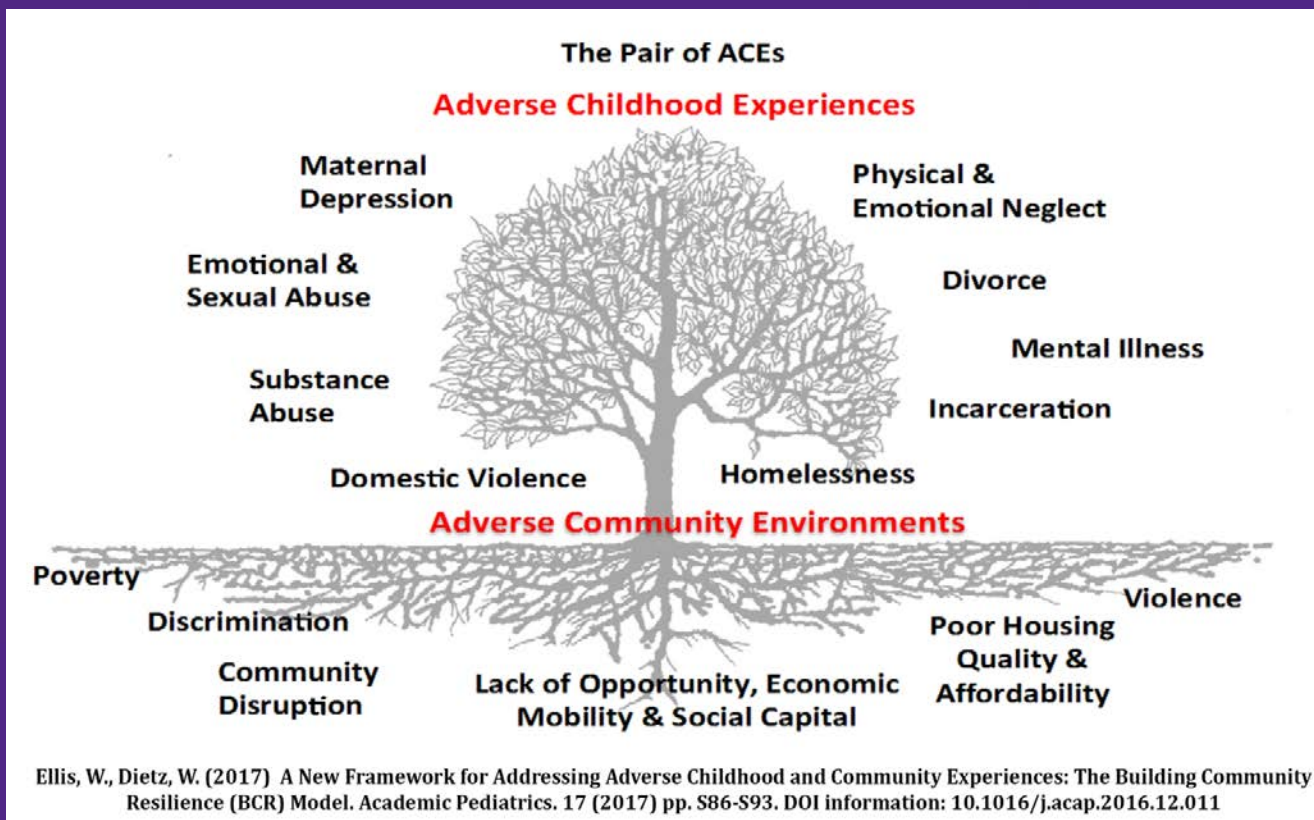 The Pair of ACEs
Adverse Childhood Experiences
Maternal
Depression
Physical &
Emotional Neglect
Emotional &
Sexual Abuse
Divorce
Mental Illness
Substance
Abuse
Incarceration
Domestic Violence
Homelessness
Adverse Community Environments
Poverty
Violence
Discrimination
Poor Housing
Quality &
Affordability
Community
Disruption
Lack of Opportunity, Economic
Mobility & Social Capital
Ellis, W., Dietz, W. (2017) A New Framework for Addressing Adverse Childhood and Community Experiences: The Building Community
Resilience (BCR) Model. Academic Pediatrics. 17 (2017) pp. S86-S93. DOI information: 10.1016/j.acap.2016.12.011